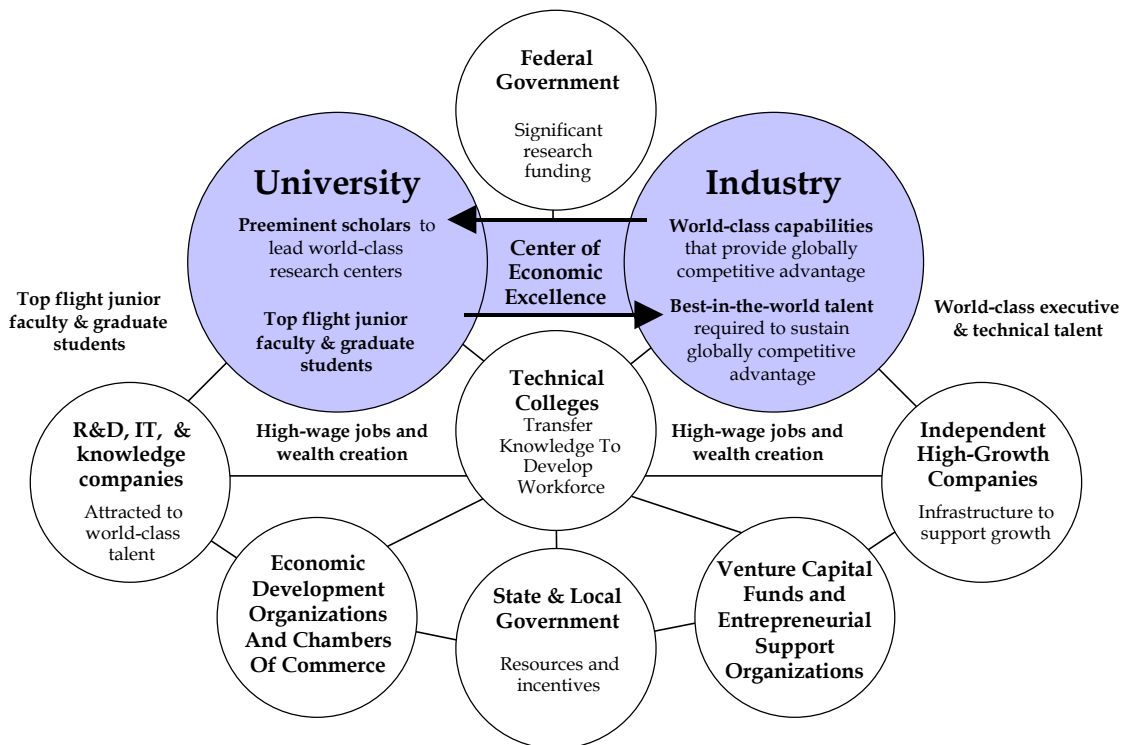 Federal
Government
Significant
research
funding
University
Preeminent scholars to
lead world-class
research centers
Top flight junior
faculty & graduate
students
Center of
Economic
Excellence
Industry
World-class capabilities
that provide globally
competitive advantage
Best-in-the-world talent
required to sustain
globally competitive
advantage
Top flight junior
faculty & graduate
students
World-class executive
& technical talent
Technical
Colleges
Transfer
Knowledge To
Develop
Workforce
R&D, IT, &
knowledge
companies
Attracted to
world-class
talent
High-wage jobs and
wealth creation
High-wage jobs and
wealth creation
Independent
High-Growth
Companies
Infrastructure to
support growth
Economic
Development
Organizations
And Chambers
Of Commerce
State & Local
Government
Resources and
incentives
Venture Capital
Funds and
Entrepreneurial
Support
Organizations